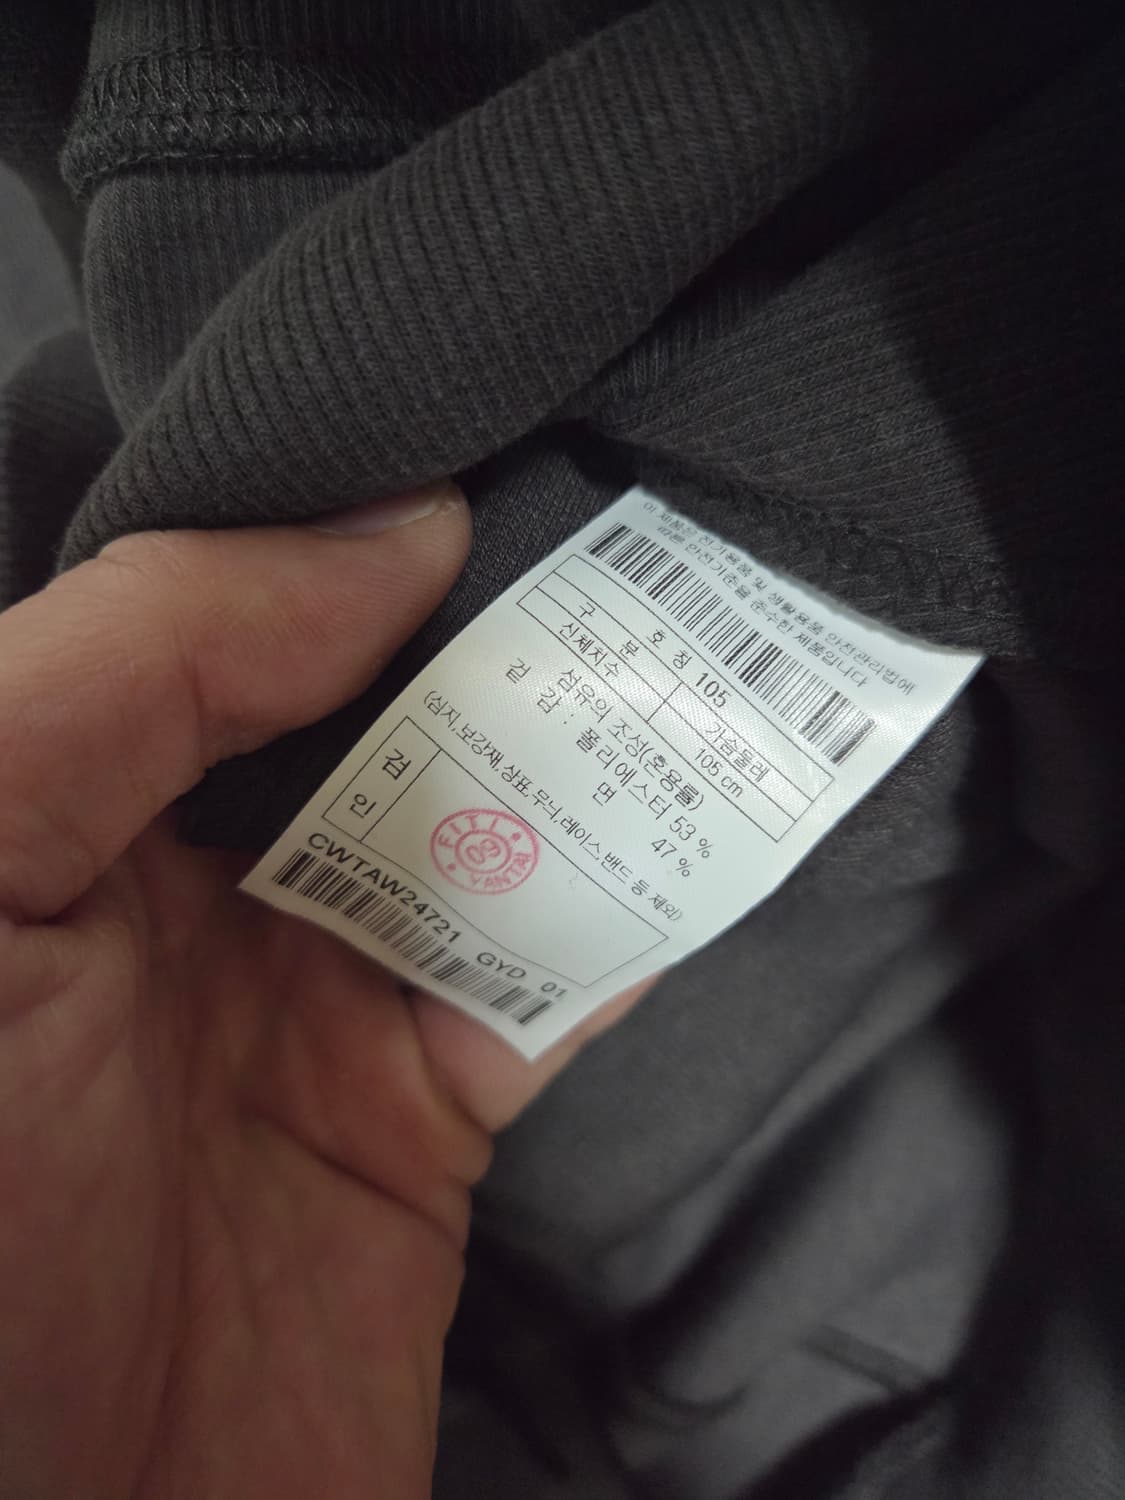 이 제품은 전기용품 및 생활용품 안전관리법에
따른 안전기준을 준수한 제품입니다
호 칭 105
구 분 가슴둘레
신체치수 105 cm
섬유의 조성(혼용률)
겉 감 : 폴리에스터 53 %
면 47 %
(심지,보강재,상표,무늬,레이스,밴드 등 제외)
검 인
FITI
89
CWTAW24721 GYD 01